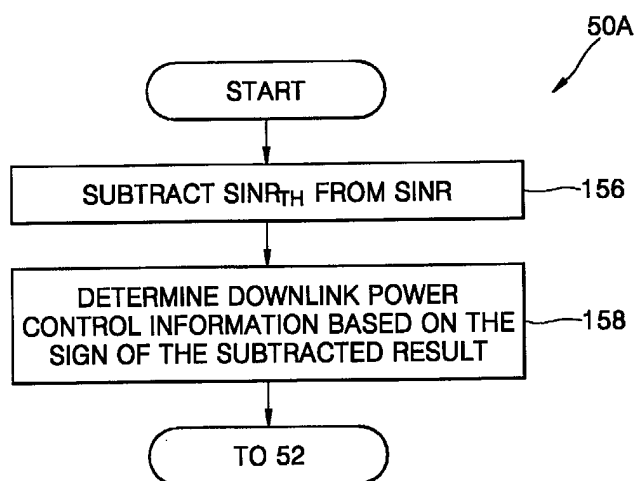 50A
START
SUBTRACT SINRTH FROM SINR
156
DETERMINE DOWNLINK POWER
CONTROL INFORMATION BASED ON THE
SIGN OF THE SUBTRACTED RESULT
158
TO 52